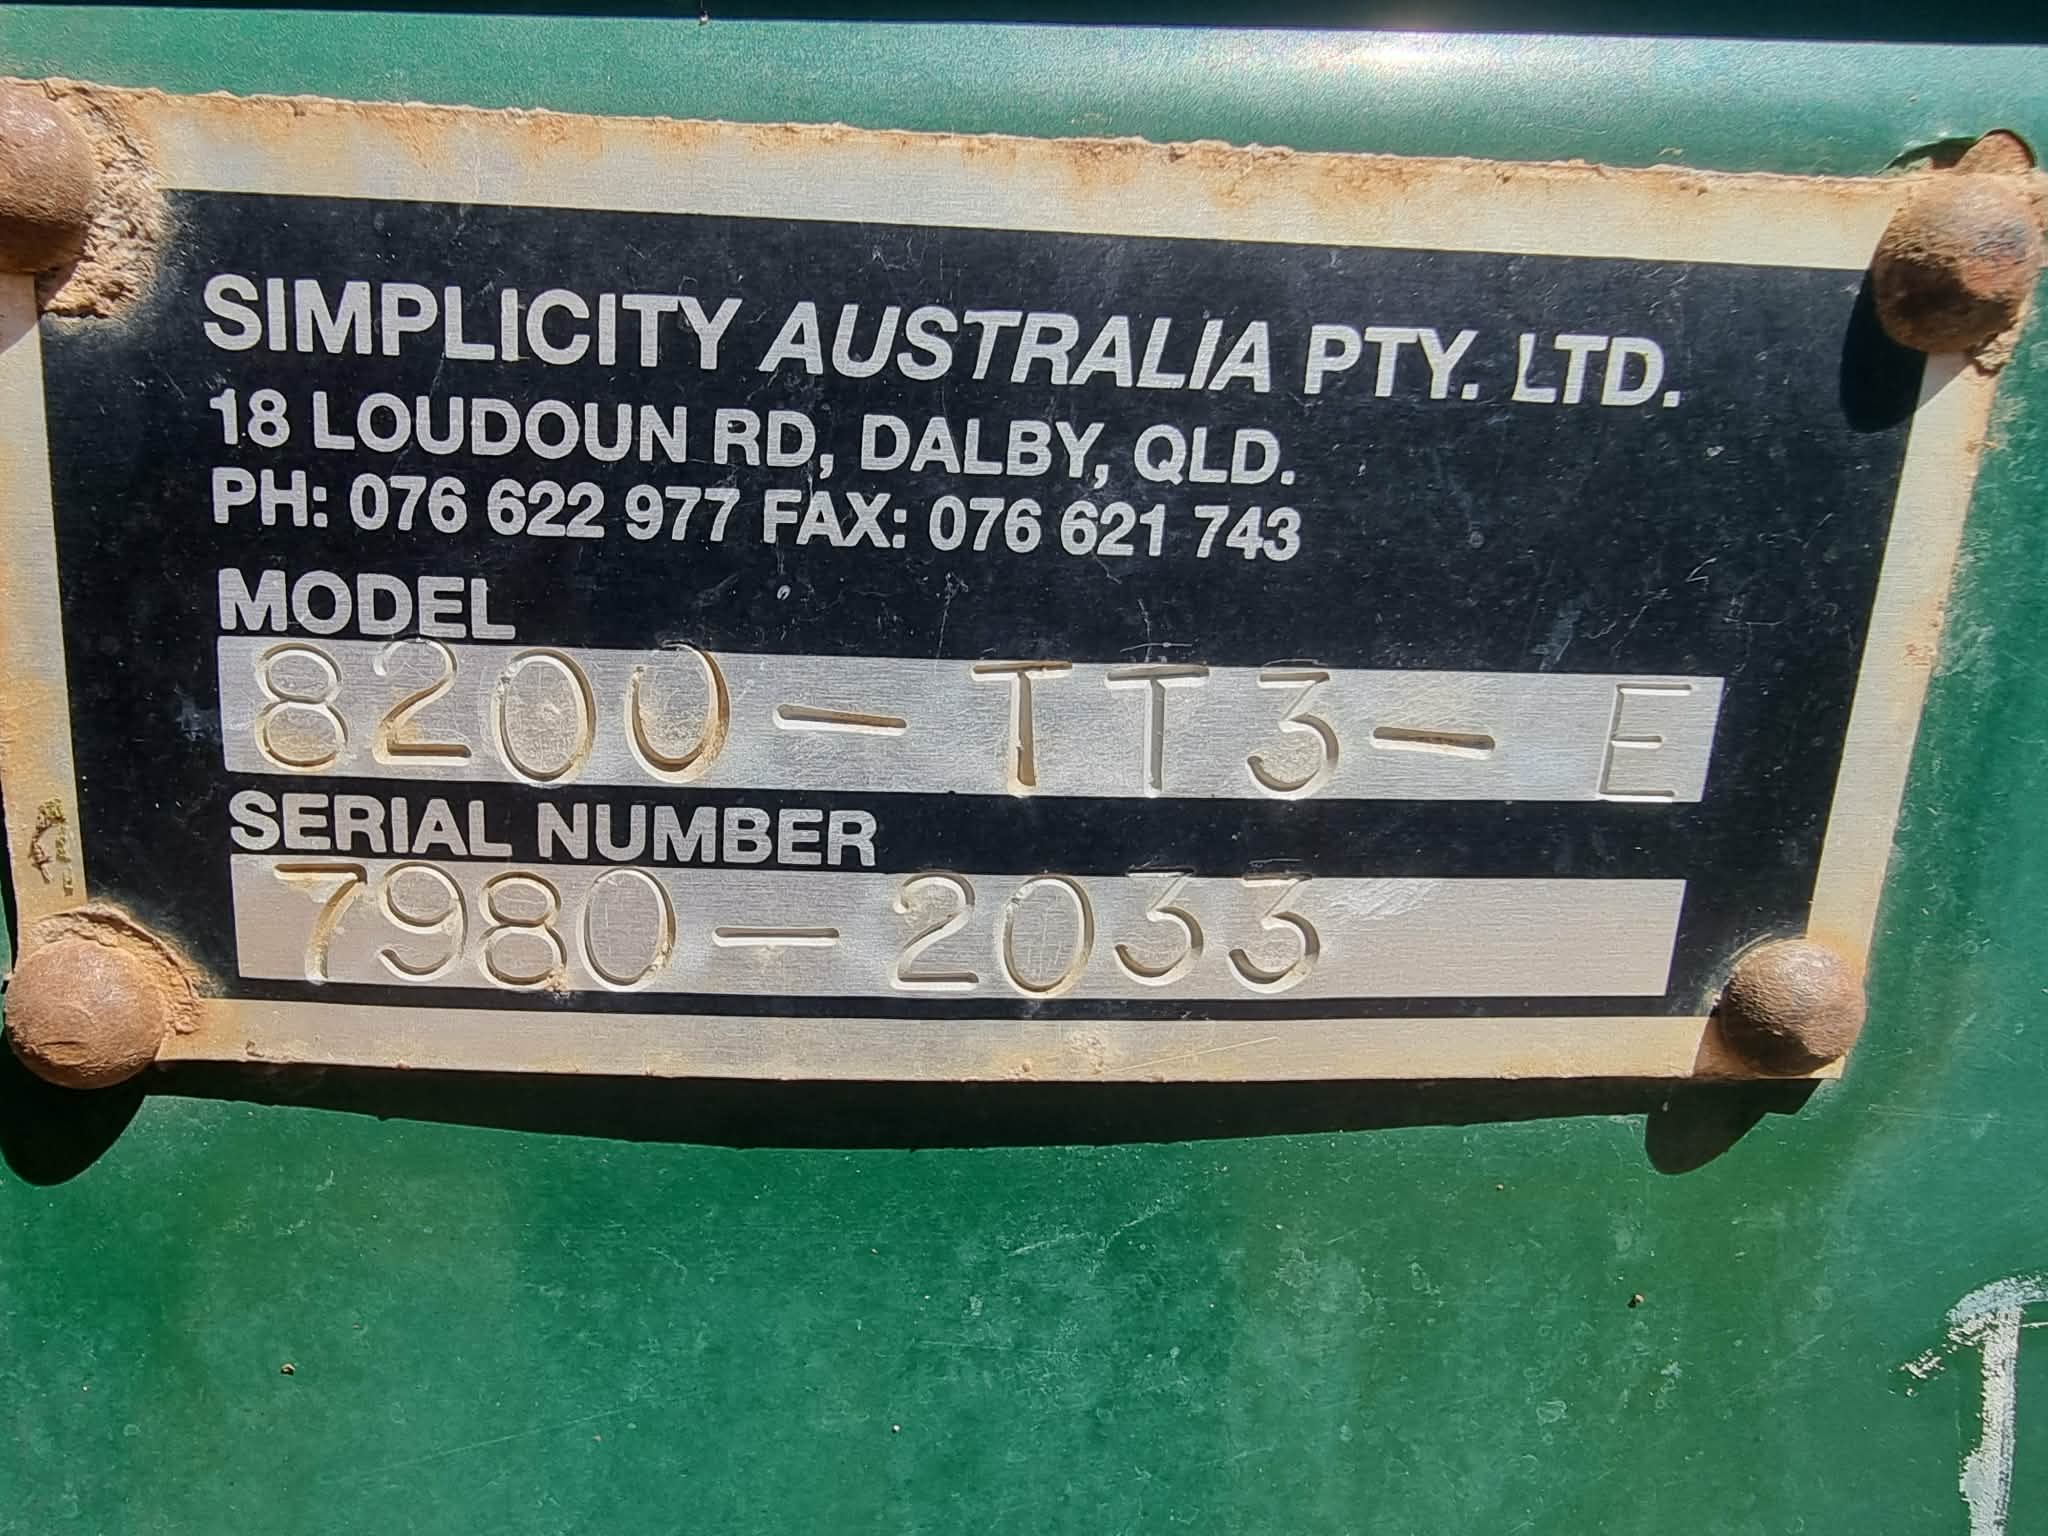 SIMPLICITY AUSTRALIA PTY. LTD.
18 LOUDOUN RD, DALBY, QLD.
PH: 076 622 977 FAX: 076 621 743
MODEL
8200-TT3-E
SERIAL NUMBER
7980-2033